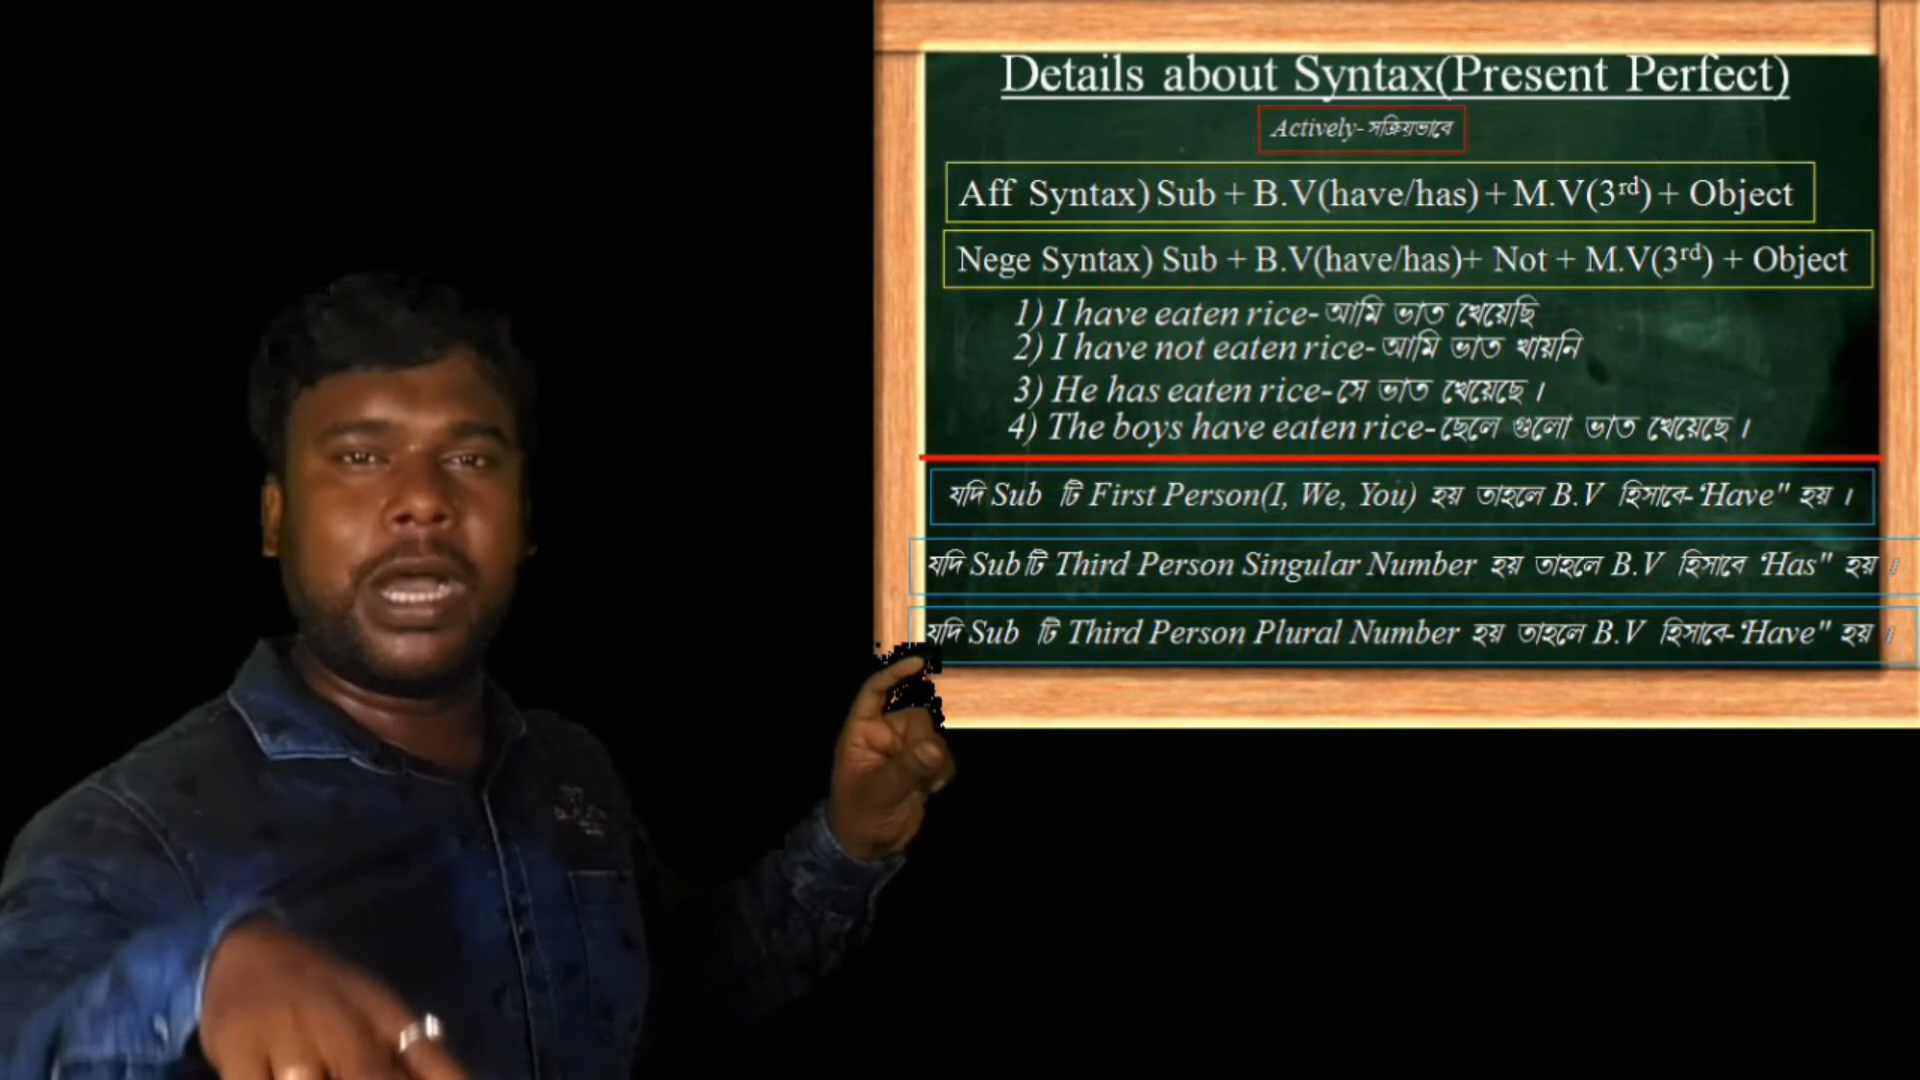 Details about Syntax(Present Perfect)
Actively-সক্রিয়ভাবে
Aff Syntax) Sub + B.V(have/has) + M.V(3rd) + Object
Nege Syntax) Sub + B.V(have/has)+ Not + M.V(3rd) + Object
1) I have eaten rice-আমি ভাত খেয়েছি
2) I have not eaten rice-আমি ভাত খায়নি
3) He has eaten rice-সে ভাত খেয়েছে ।
4) The boys have eaten rice-ছেলে গুলো ভাত খেয়েছে ।
যদি Sub টি First Person(I, We, You) হয় তাহলে B.V হিসাবে-‘Have" হয় ।
যদি Sub টি Third Person Singular Number হয় তাহলে B.V হিসাবে ‘Has" হয় ।
যদি Sub টি Third Person Plural Number হয় তাহলে B.V হিসাবে-‘Have" হয় ।